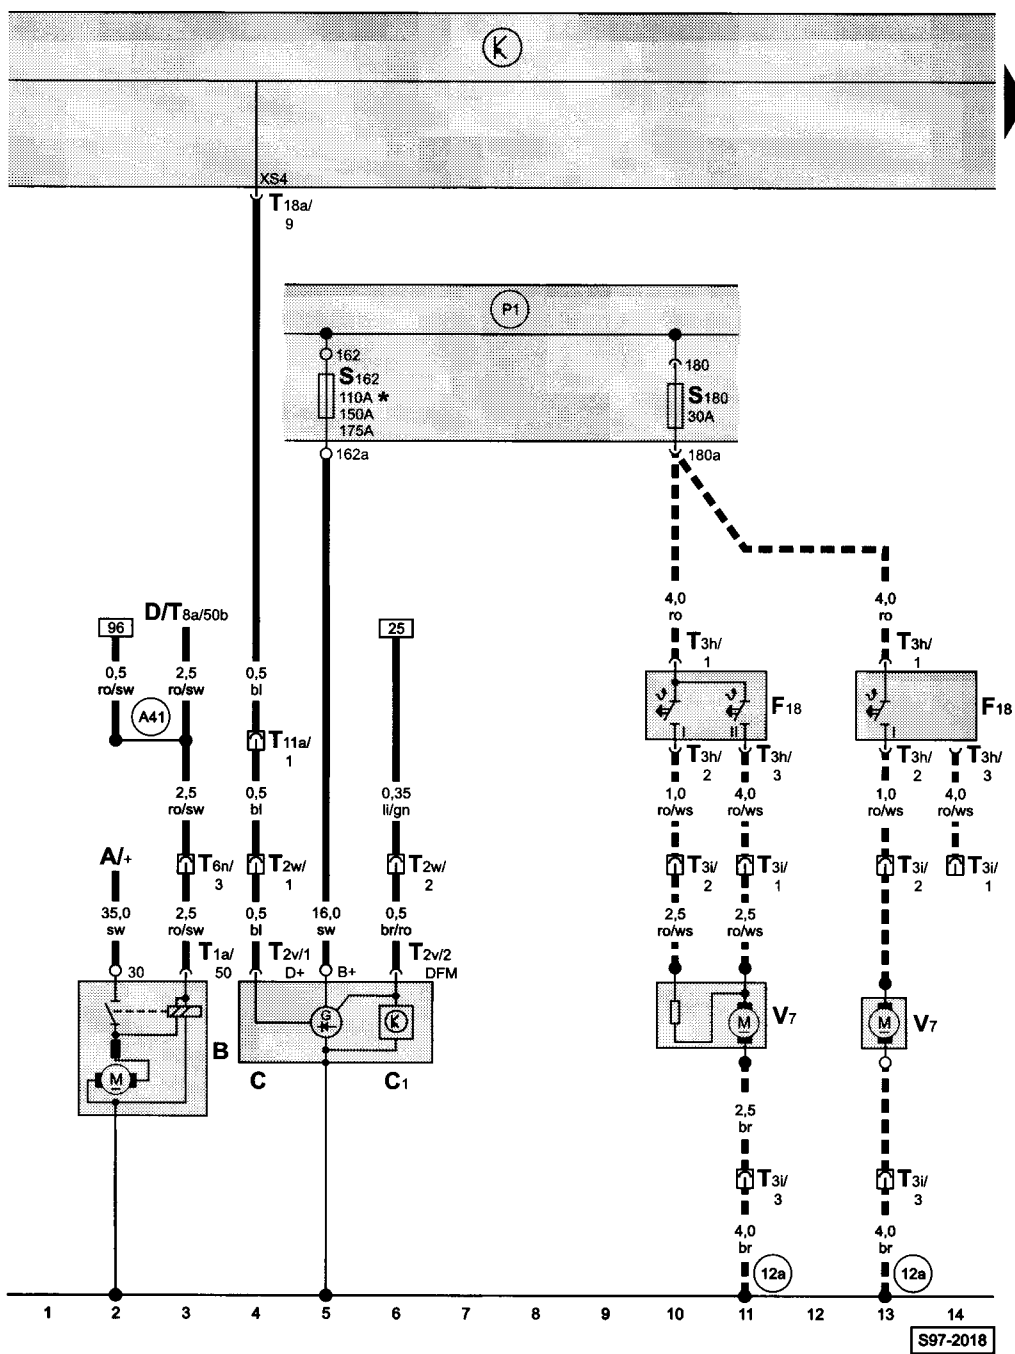 XS4
T18a/
9
P1
162
S162
110A *
150A
175A
162a
180
S180
30A
180a
4,0
ro
4,0
ro
T3h/
1
T3h/
1
D/T8a/50b
96
25
0,5
ro/sw
2,5
ro/sw
0,5
bl
A41
T11a/
1
F18
F18
I
II
I
T3h/
2
T3h/
3
T3h/
2
T3h/
3
2,5
ro/sw
0,5
bl
0,35
li/gn
1,0
ro/ws
4,0
ro/ws
1,0
ro/ws
4,0
ro/ws
A/+
T6n/
3
T2w/
1
T2w/
2
T3i/
2
T3i/
1
T3i/
2
T3i/
1
35,0
sw
2,5
ro/sw
0,5
bl
16,0
sw
0,5
br/ro
2,5
ro/ws
2,5
ro/ws
30
T1a/
50
T2v/1
D+
B+
T2v/2
DFM
G
M
B
C
C1
M
V7
M
V7
2,5
br
T3i/
3
T3i/
3
4,0
br
4,0
br
12a
12a
1 2 3 4 5 6 7 8 9 10 11 12 13 14
S97-2018